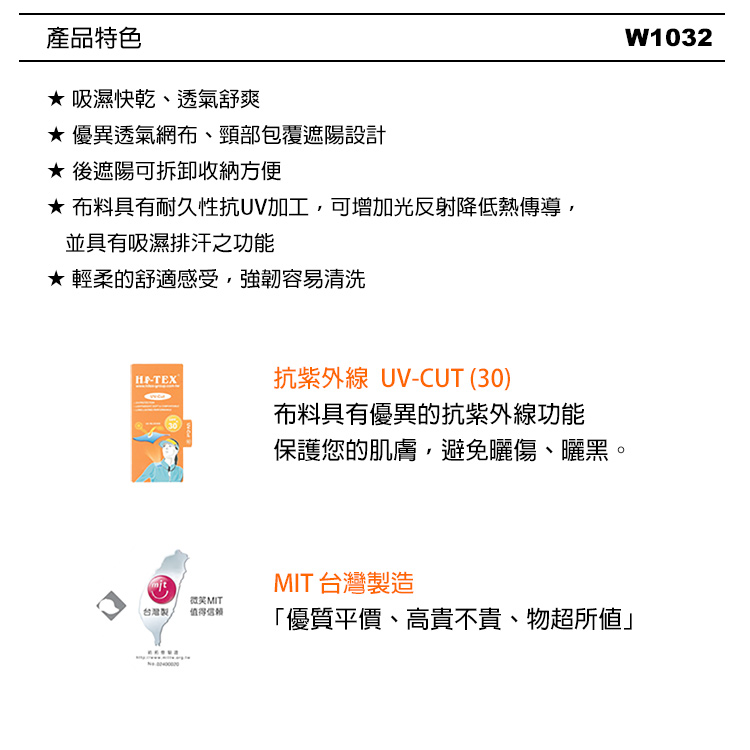 產品特色 W1032
★ 吸濕快乾、透氣舒爽
★ 優異透氣網布、頸部包覆遮陽設計
★ 後遮陽可拆卸收納方便
★ 布料具有耐久性抗UV加工，可增加光反射降低熱傳導，
並具有吸濕排汗之功能
★ 輕柔的舒適感受，強韌容易清洗
HI-TEX
30
抗紫外線 UV-CUT (30)
布料具有優異的抗紫外線功能
保護您的肌膚，避免曬傷、曬黑。
mit
台灣製
微笑MIT
值得信賴
MIT 台灣製造
「優質平價、高貴不貴、物超所值」